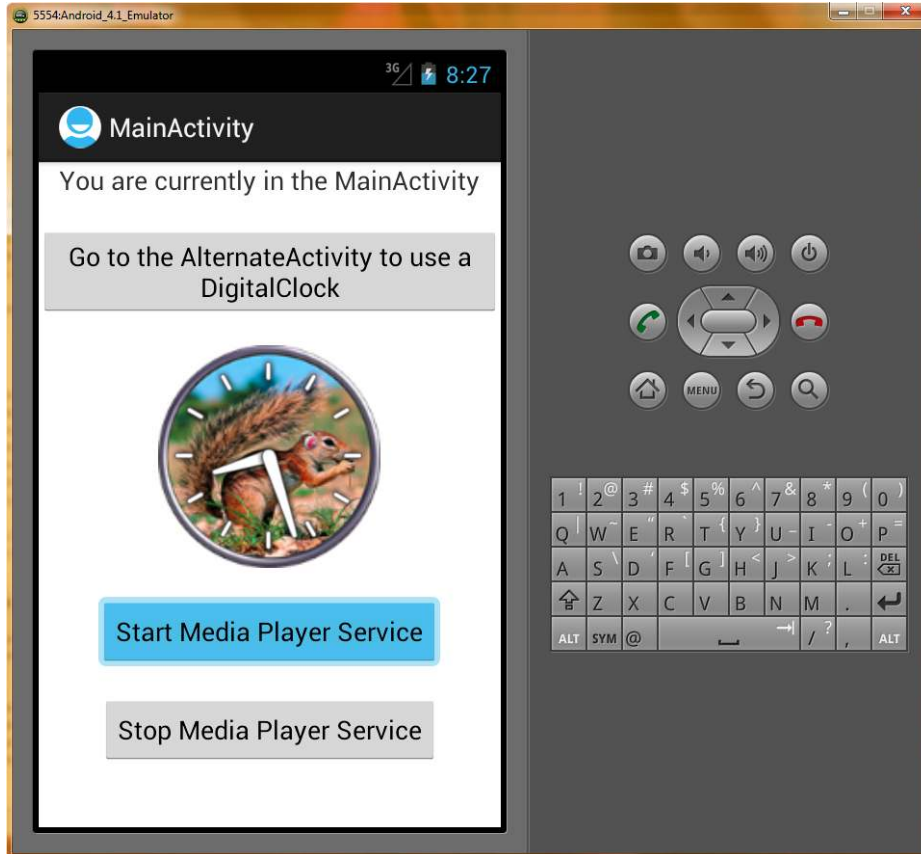 5554:Android_4.1_Emulator
3G 8:27
MainActivity
You are currently in the MainActivity
Go to the AlternateActivity to use a
DigitalClock
Start Media Player Service
Stop Media Player Service
MENU
1 ! 2 @ 3 # 4 $ 5 % 6 ^ 7 & 8 * 9 ( 0 )
Q | W ~ E " R ` T { Y } U _ I - O + P =
A S \ D ' F [ G ] H < J > K ; L : DEL
Z X C V B N M .
ALT SYM @ / ? , ALT